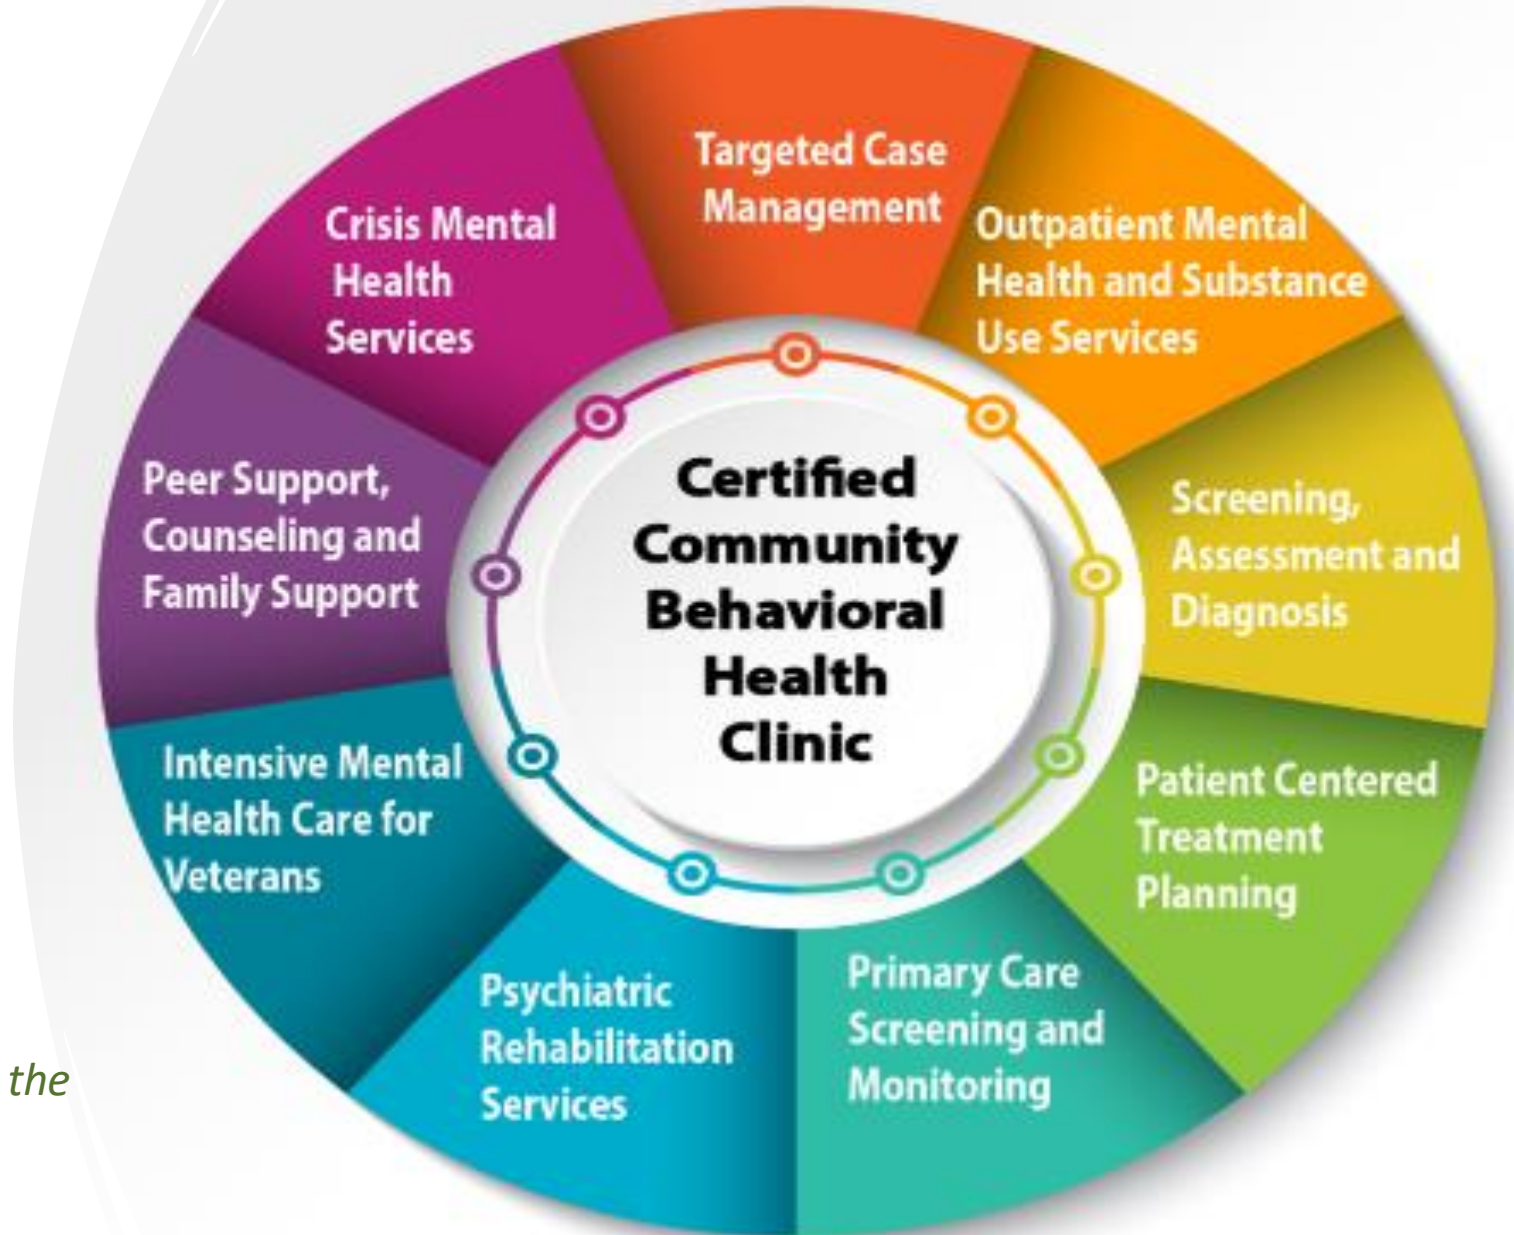 Targeted Case
Management
Outpatient Mental
Health and Substance
Use Services
Screening,
Assessment and
Diagnosis
Patient Centered
Treatment
Planning
Primary Care
Screening and
Monitoring
Psychiatric
Rehabilitation
Services
Intensive Mental
Health Care for
Veterans
Peer Support,
Counseling and
Family Support
Crisis Mental
Health
Services
Certified
Community
Behavioral
Health
Clinic
the